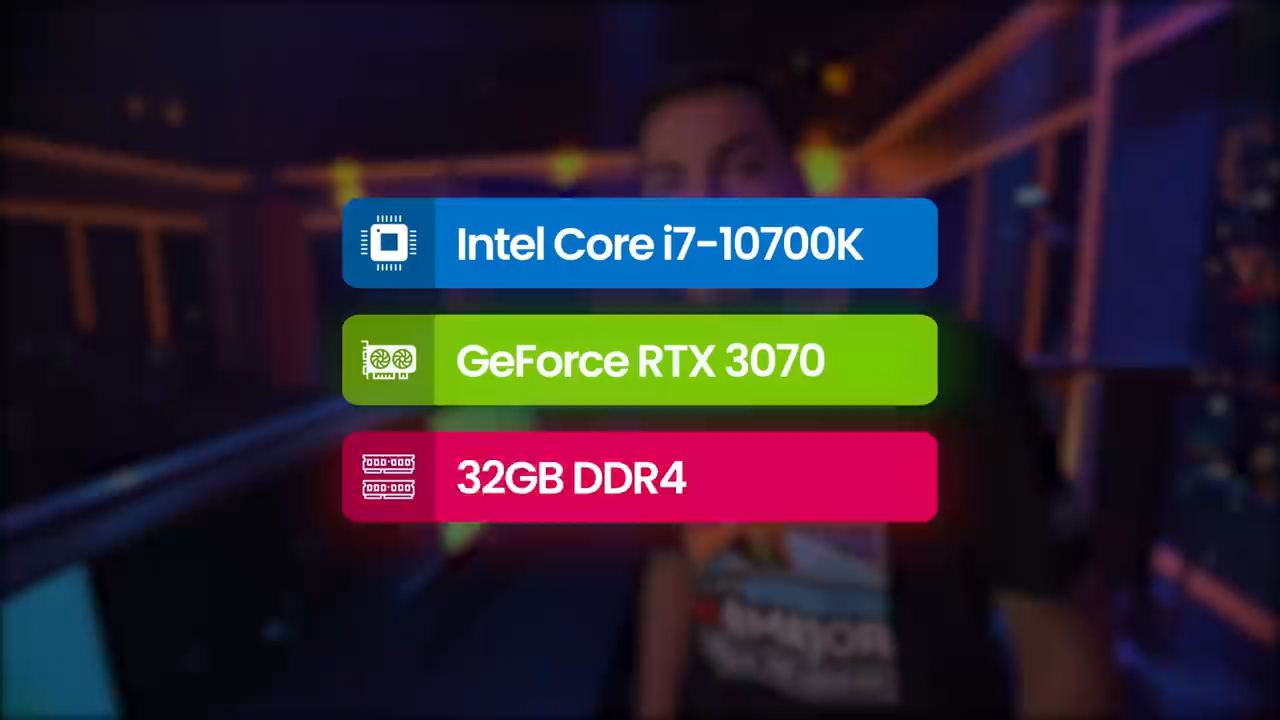 Intel Core i7-10700K
GeForce RTX 3070
32GB DDR4